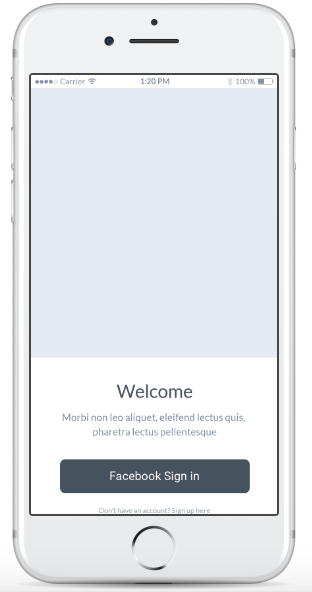 Carrier 1:20 PM 100%
Welcome
Morbi non leo aliquet, eleifend lectus quis,
pharetra lectus pellentesque
Facebook Sign in
Don't have an account? Sign up here